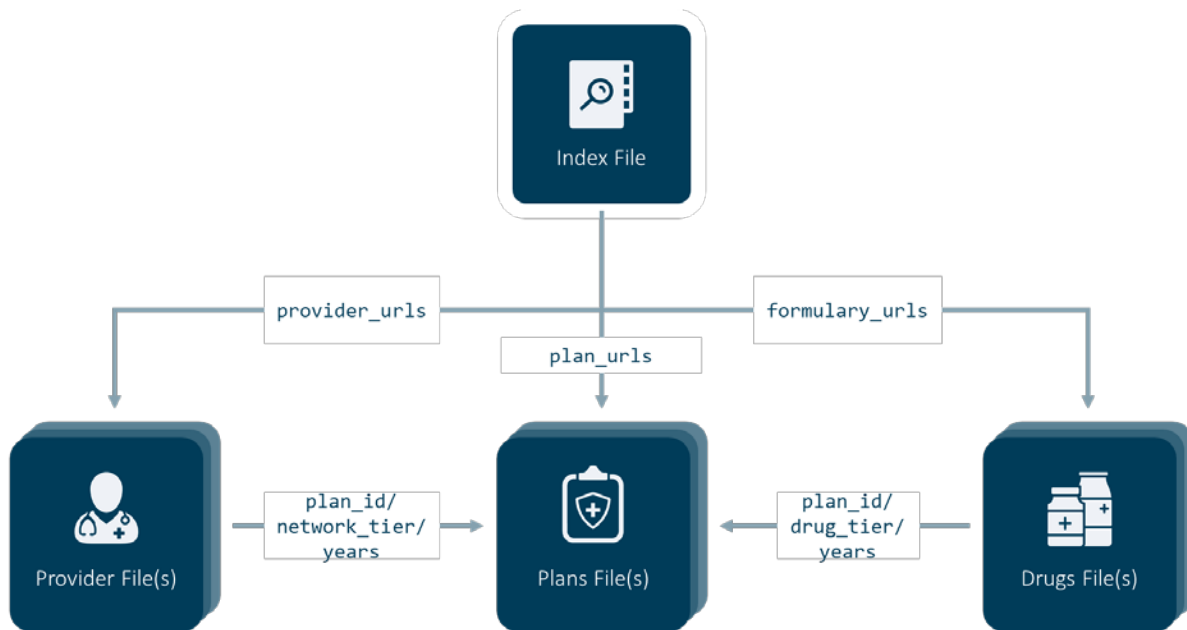 Index File
provider_urls
formulary_urls
plan_urls
plan_id/
network_tier/
years
plan_id/
drug_tier/
years
Provider File(s)
Plans File(s)
Drugs File(s)